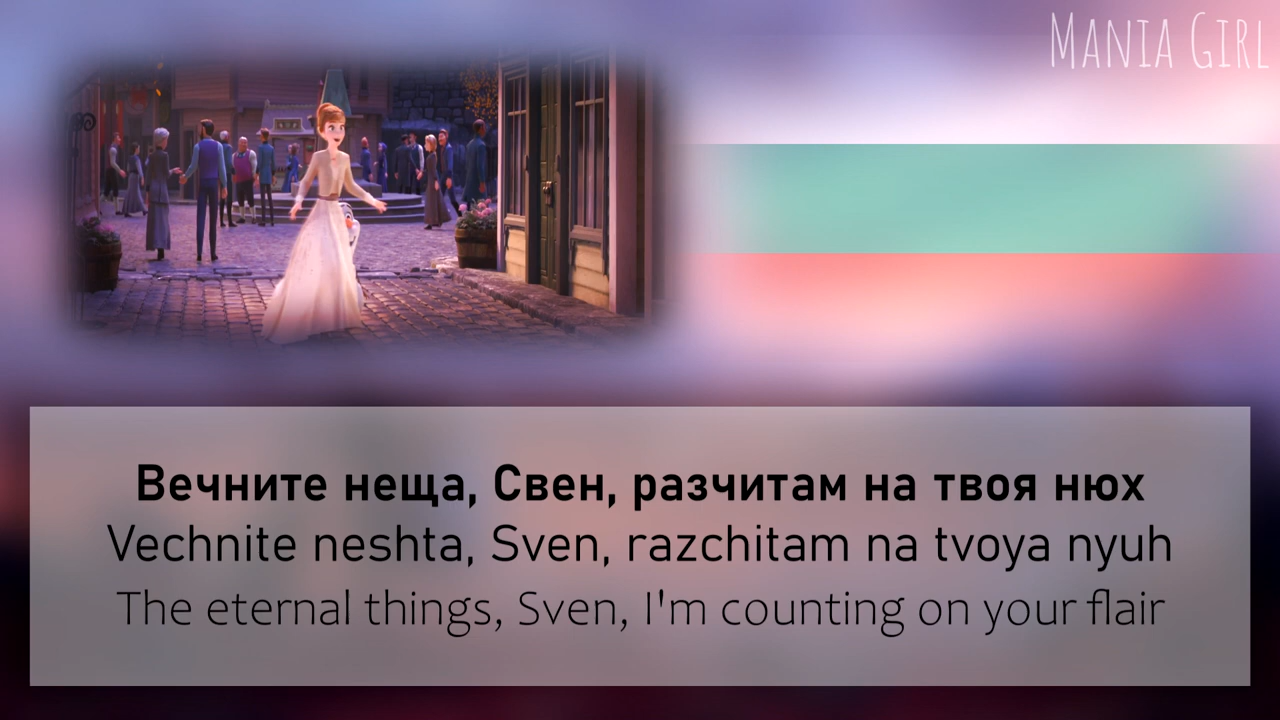 Mania Girl
Вечните неща, Свен, разчитам на твоя нюх
Vechnite neshta, Sven, razchitam na tvoya nyuh
The eternal things, Sven, I'm counting on your flair